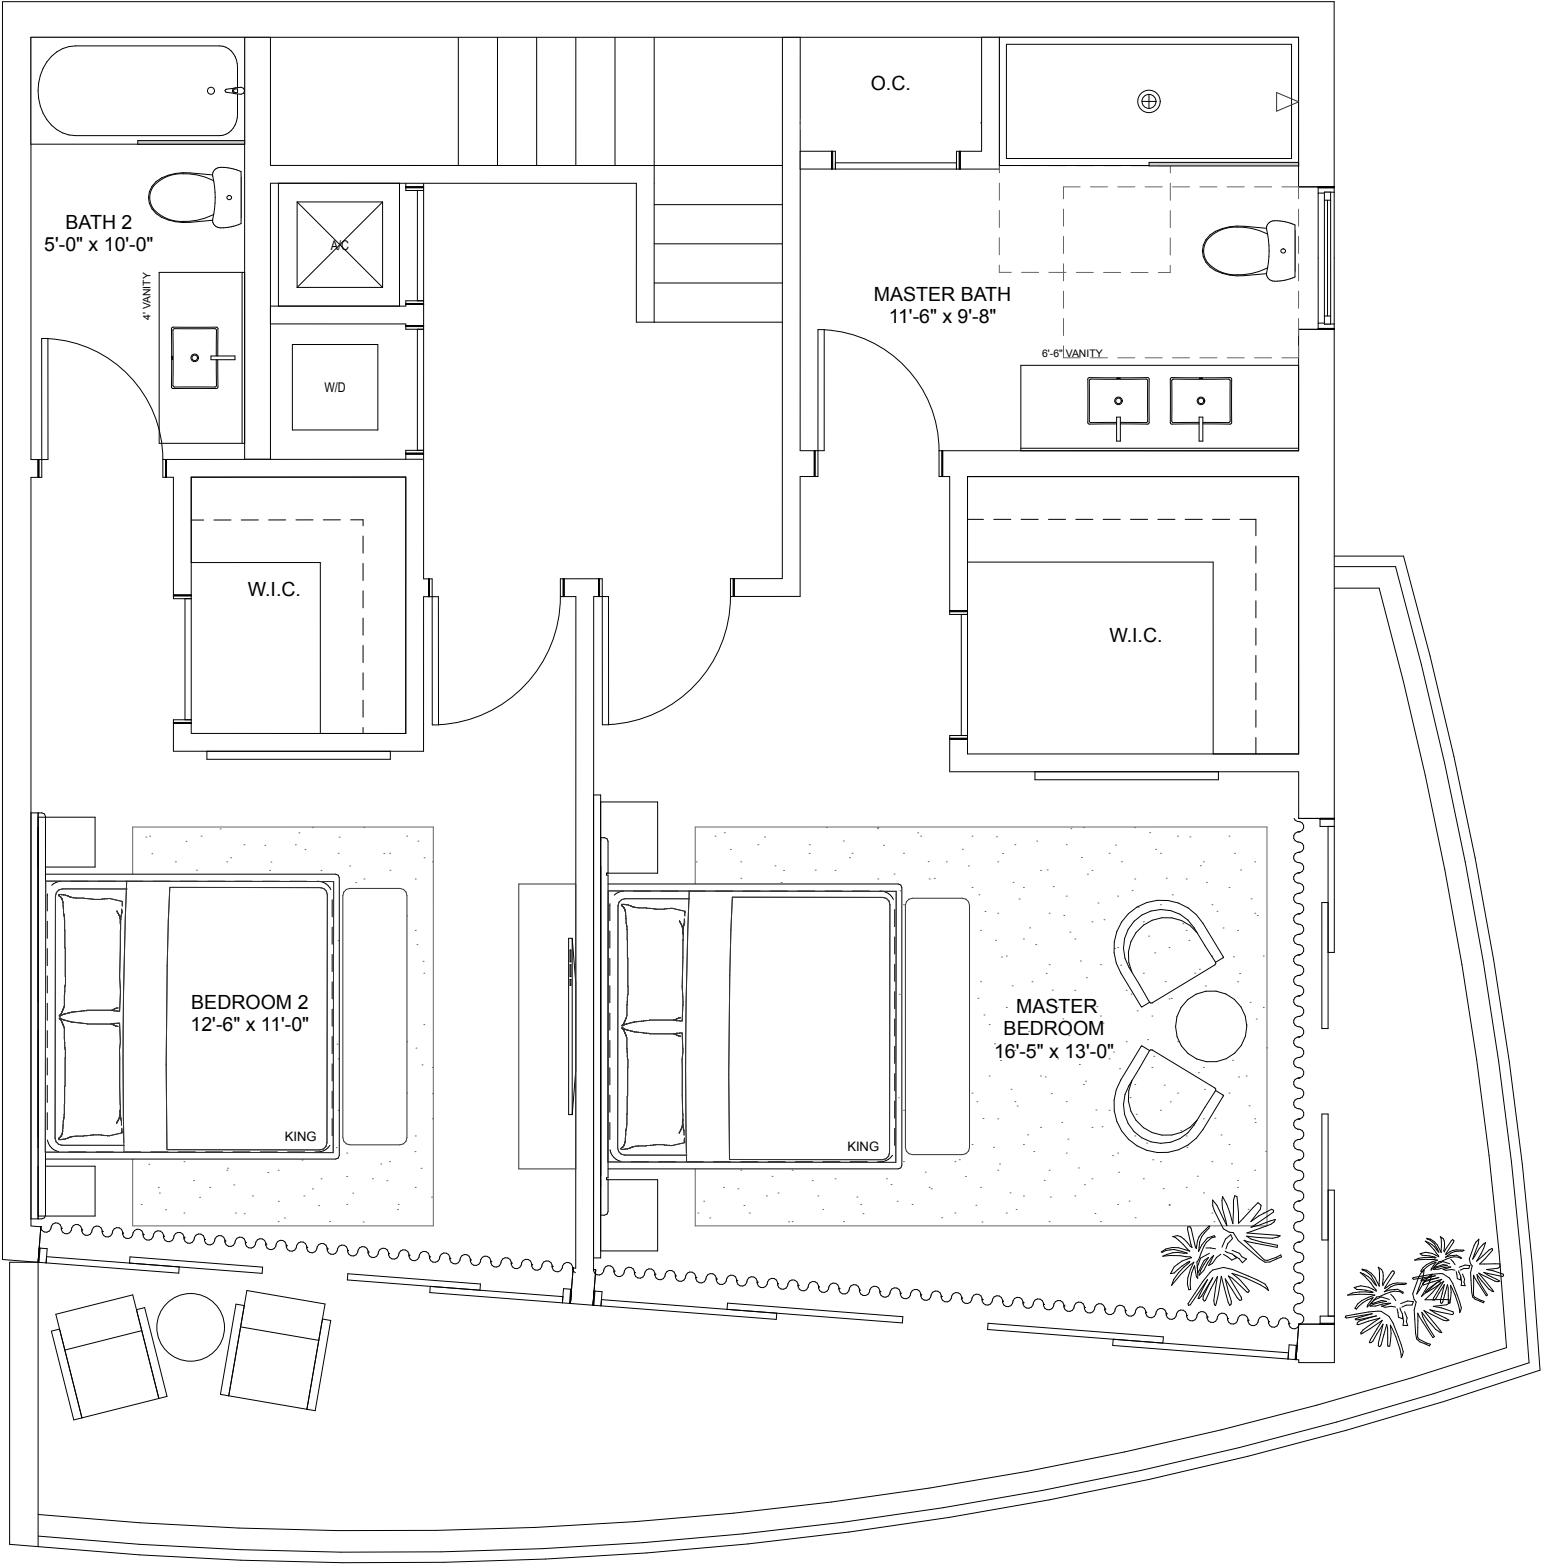 O.C.
BATH 2
5'-0" x 10'-0"
A/C
4' VANITY
MASTER BATH
11'-6" x 9'-8"
6'-6" VANITY
W/D
W.I.C.
W.I.C.
BEDROOM 2
12'-6" x 11'-0"
KING
MASTER
BEDROOM
16'-5" x 13'-0"
KING